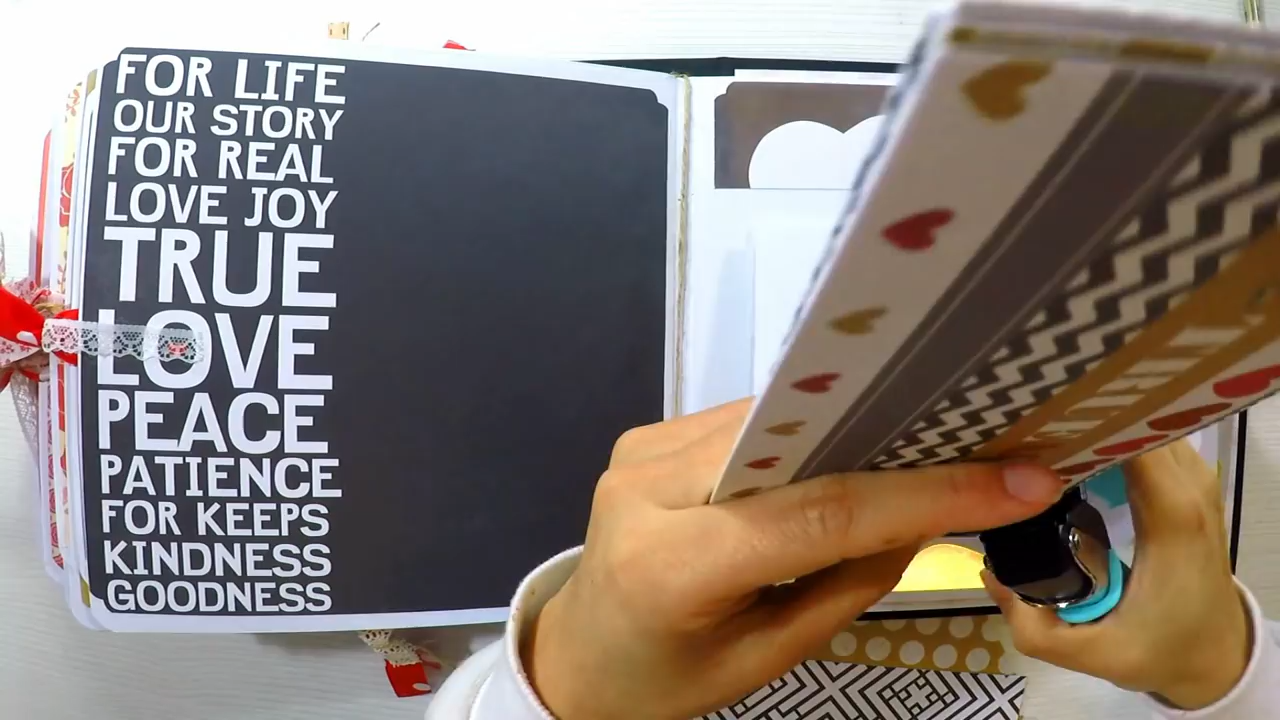 FOR LIFE
OUR STORY
FOR REAL
LOVE JOY
TRUE
LOVE
PEACE
PATIENCE
FOR KEEPS
KINDNESS
GOODNESS